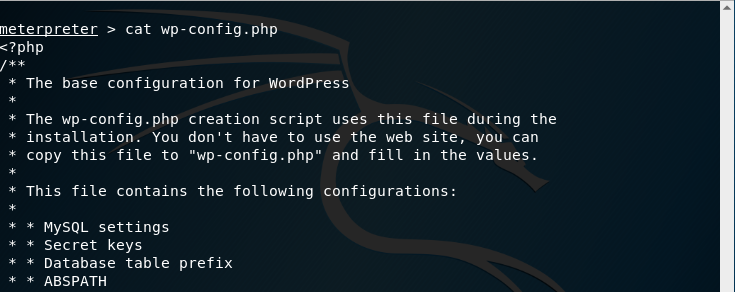 meterpreter > cat wp-config.php
<?php
/**
 * The base configuration for WordPress
 *
 * The wp-config.php creation script uses this file during the
 * installation. You don't have to use the web site, you can
 * copy this file to "wp-config.php" and fill in the values.
 *
 * This file contains the following configurations:
 *
 * * MySQL settings
 * * Secret keys
 * * Database table prefix
 * * ABSPATH